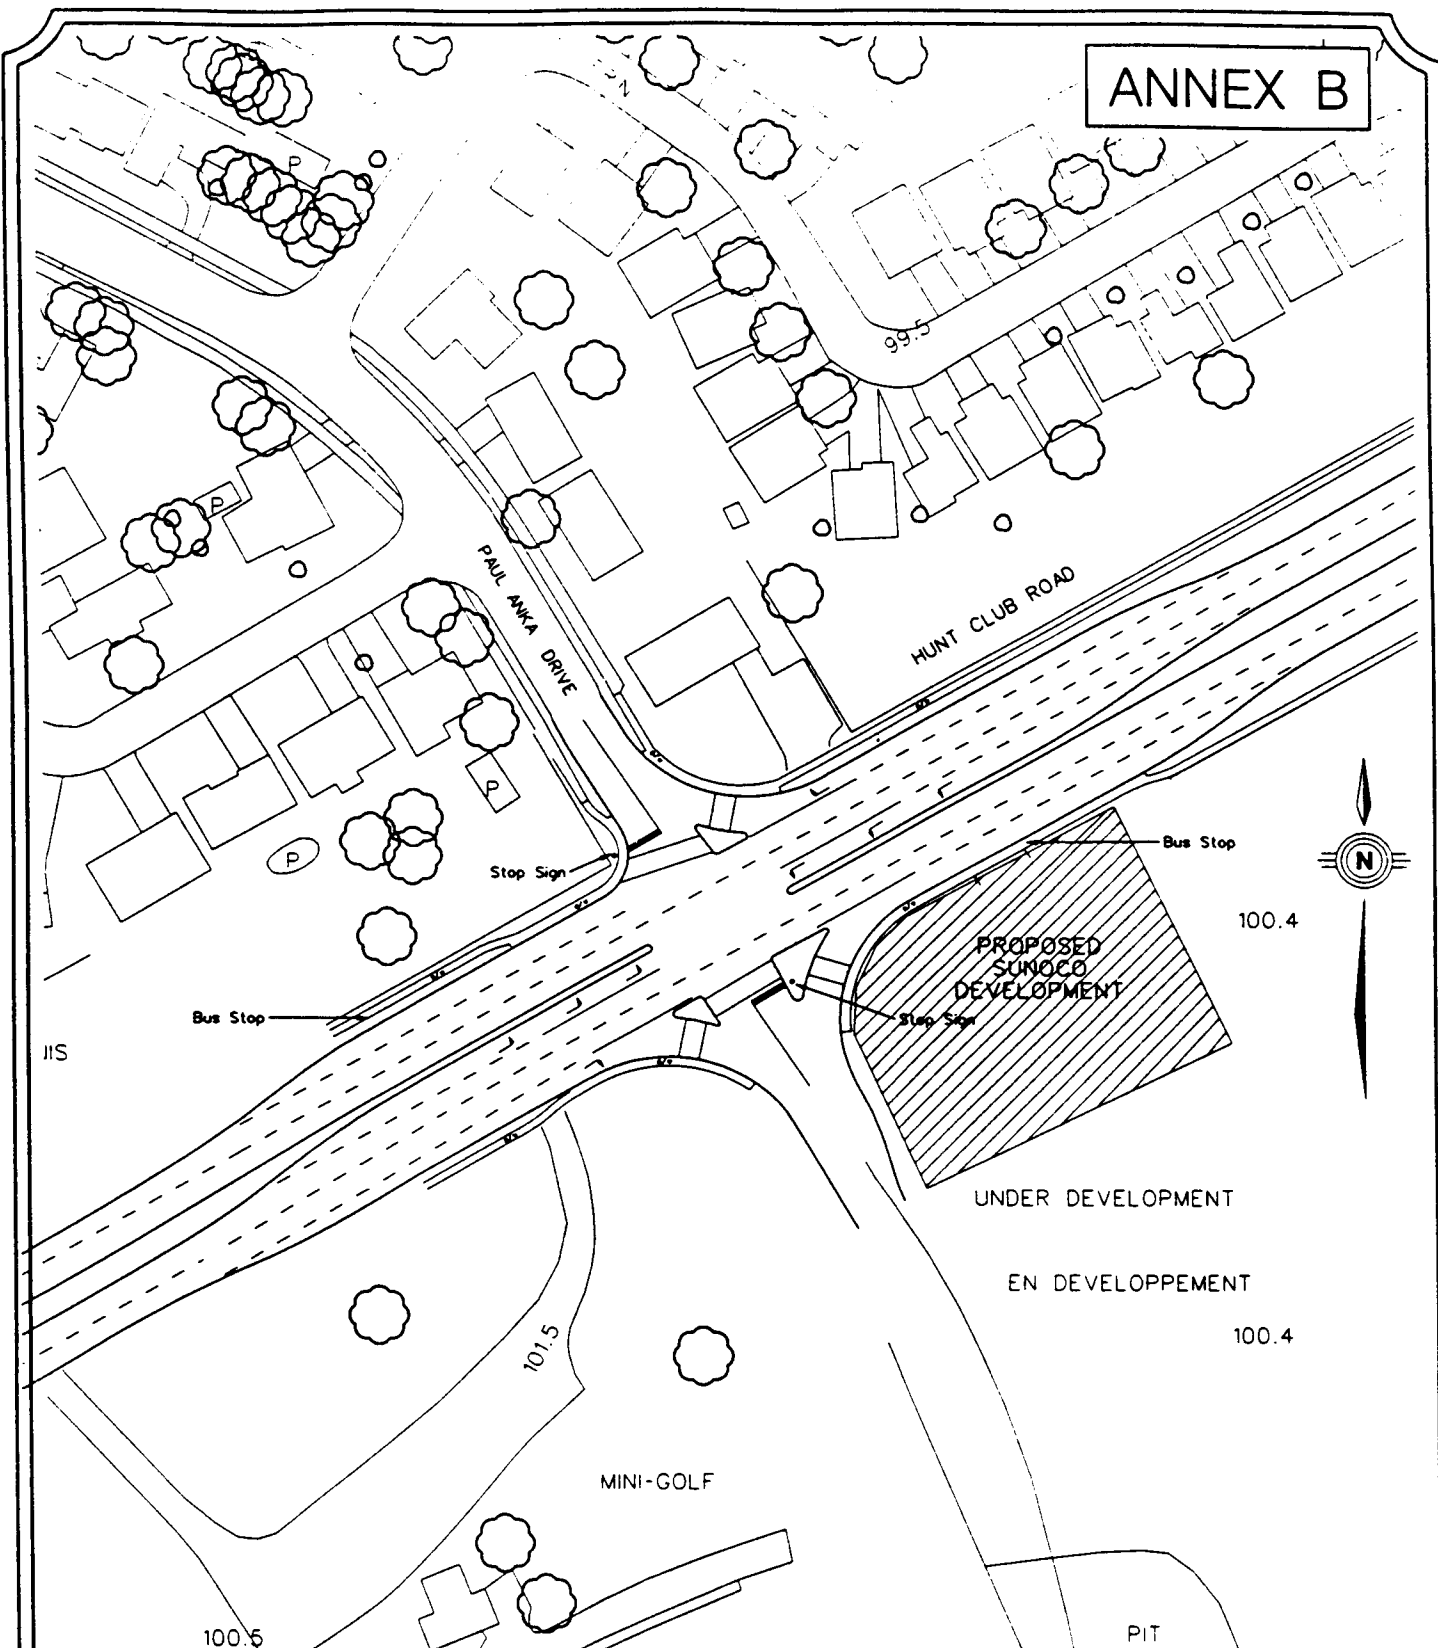 ANNEX B
P
99.5
P
PAUL ANKA DRIVE
HUNT CLUB ROAD
P
P
Stop Sign
Bus Stop
N
100.4
PROPOSED
SUNOCO
DEVELOPMENT
Bus Stop
Stop Sign
UNDER DEVELOPMENT
EN DEVELOPPEMENT
101.5
100.4
MINI-GOLF
100.5
PIT